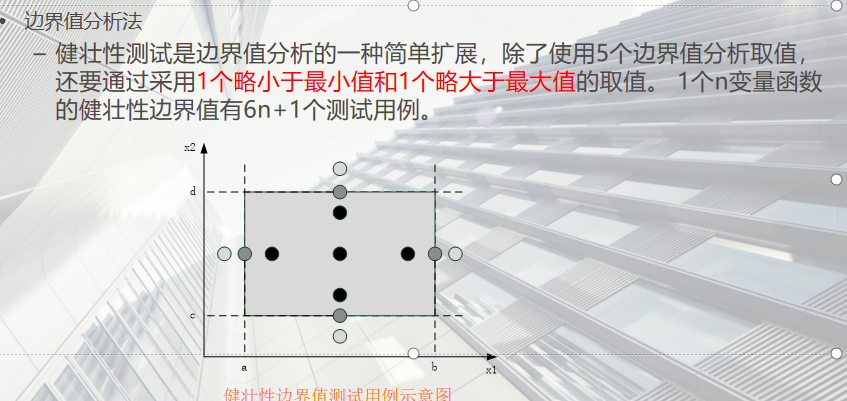 • 边界值分析法
– 健壮性测试是边界值分析的一种简单扩展，除了使用5个边界值分析取值，
还要通过采用1个略小于最小值和1个略大于最大值的取值。 1个n变量函数
的健壮性边界值有6n+1个测试用例。
x2
d
c
a b
x1
健壮性边界值测试用例示意图